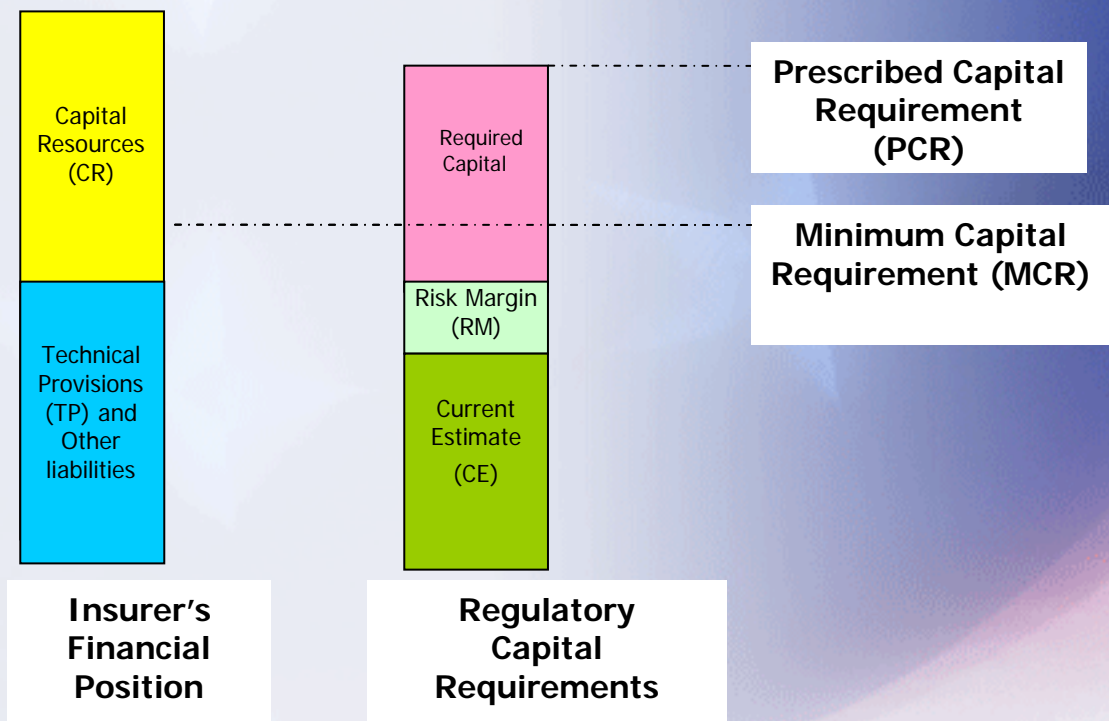 Capital
Resources
(CR)
Technical
Provisions
(TP) and
Other
liabilities
Insurer's
Financial
Position
Required
Capital
Risk Margin
(RM)
Current
Estimate
(CE)
Regulatory
Capital
Requirements
Prescribed Capital
Requirement
(PCR)
Minimum Capital
Requirement (MCR)